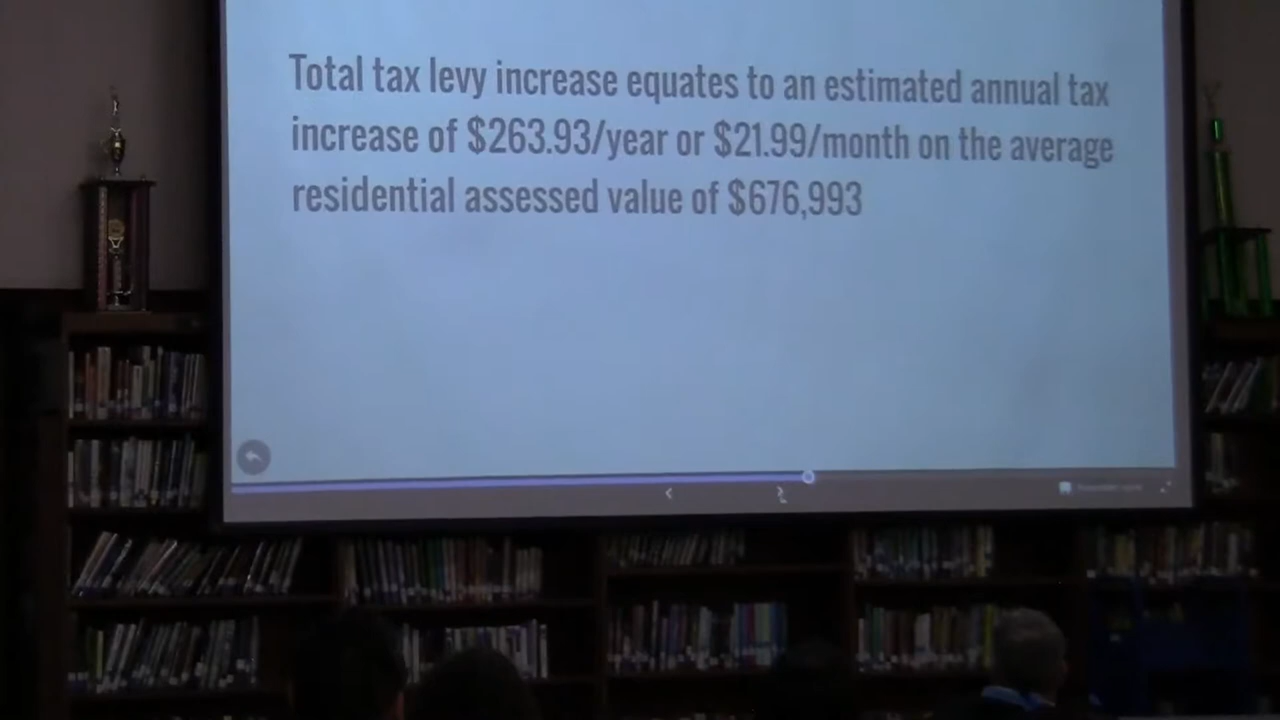 Total tax levy increase equates to an estimated annual tax
increase of $263.93/year or $21.99/month on the average
residential assessed value of $676,993